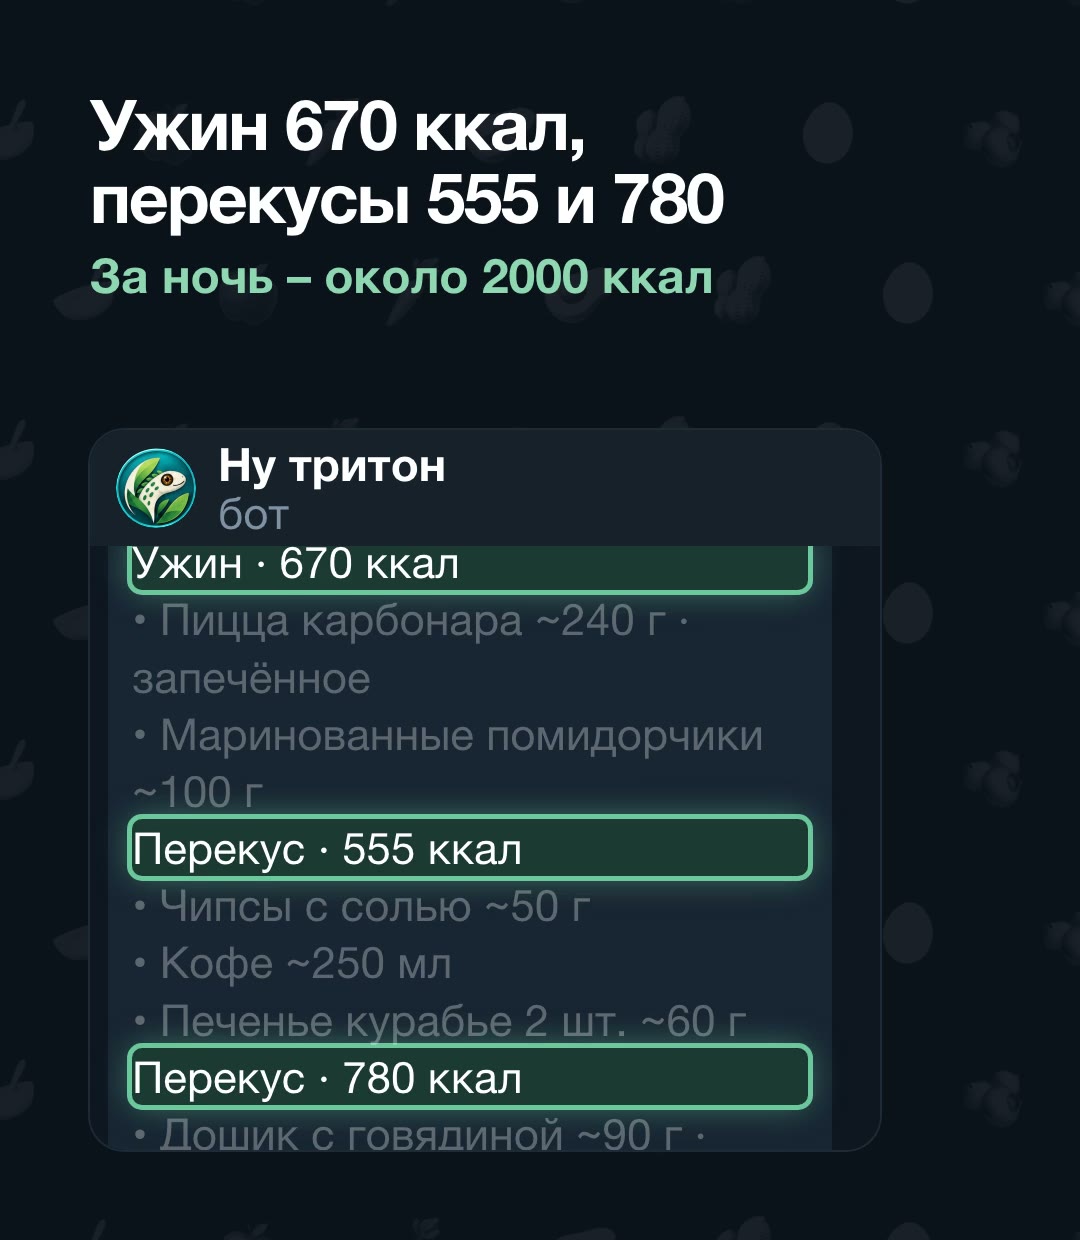 Ужин 670 ккал,
перекусы 555 и 780
За ночь – около 2000 ккал
Ну тритон
бот
Ужин · 670 ккал
• Пицца карбонара ~240 г ·
запечённое
• Маринованные помидорчики
~100 г
Перекус · 555 ккал
• Чипсы с солью ~50 г
• Кофе ~250 мл
• Печенье курабье 2 шт. ~60 г
Перекус · 780 ккал
• Дошик с говядиной ~90 г ·